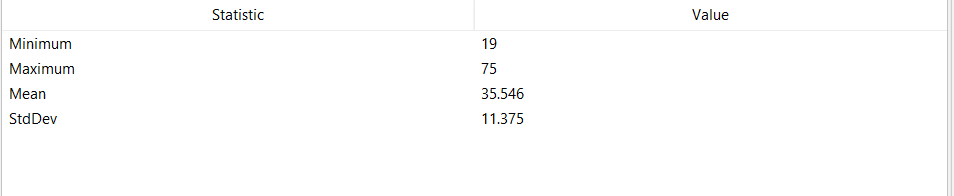 Statistic Value
Minimum 19
Maximum 75
Mean 35.546
StdDev 11.375